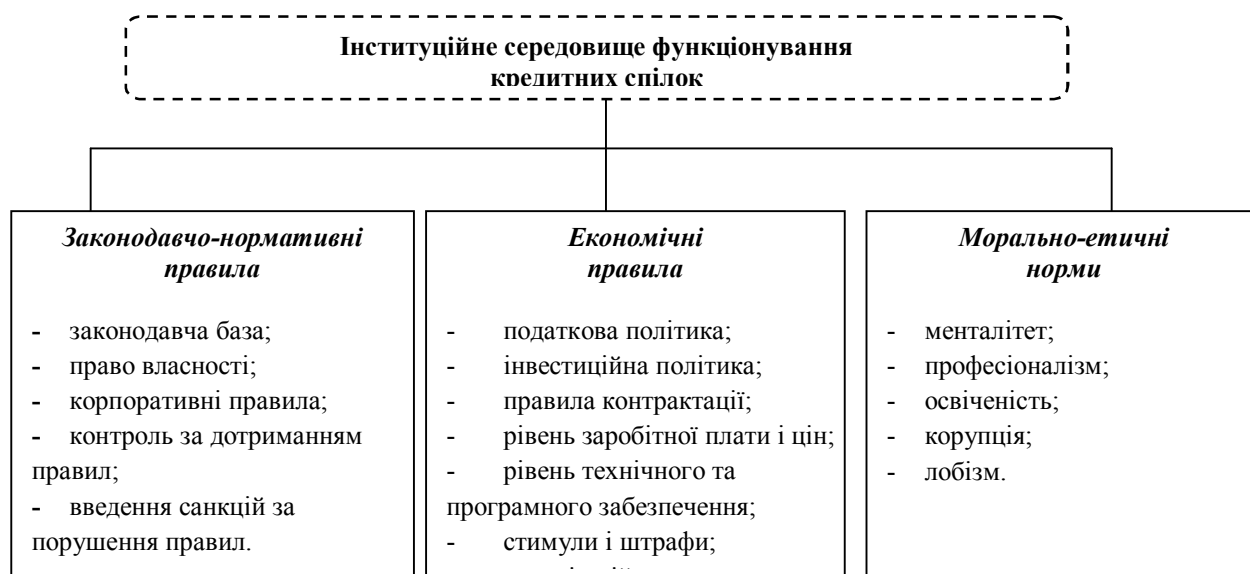 Інституційне середовище функціонування
кредитних спілок
Законодавчо-нормативні
правила
- законодавча база;
- право власності;
- корпоративні правила;
- контроль за дотриманням
правил;
- введення санкцій за
порушення правил.
Економічні
правила
- податкова політика;
- інвестиційна політика;
- правила контрактації;
- рівень заробітної плати і цін;
- рівень технічного та
програмного забезпечення;
- стимули і штрафи;
Морально-етичні
норми
- менталітет;
- професіоналізм;
- освіченість;
- корупція;
- лобізм.